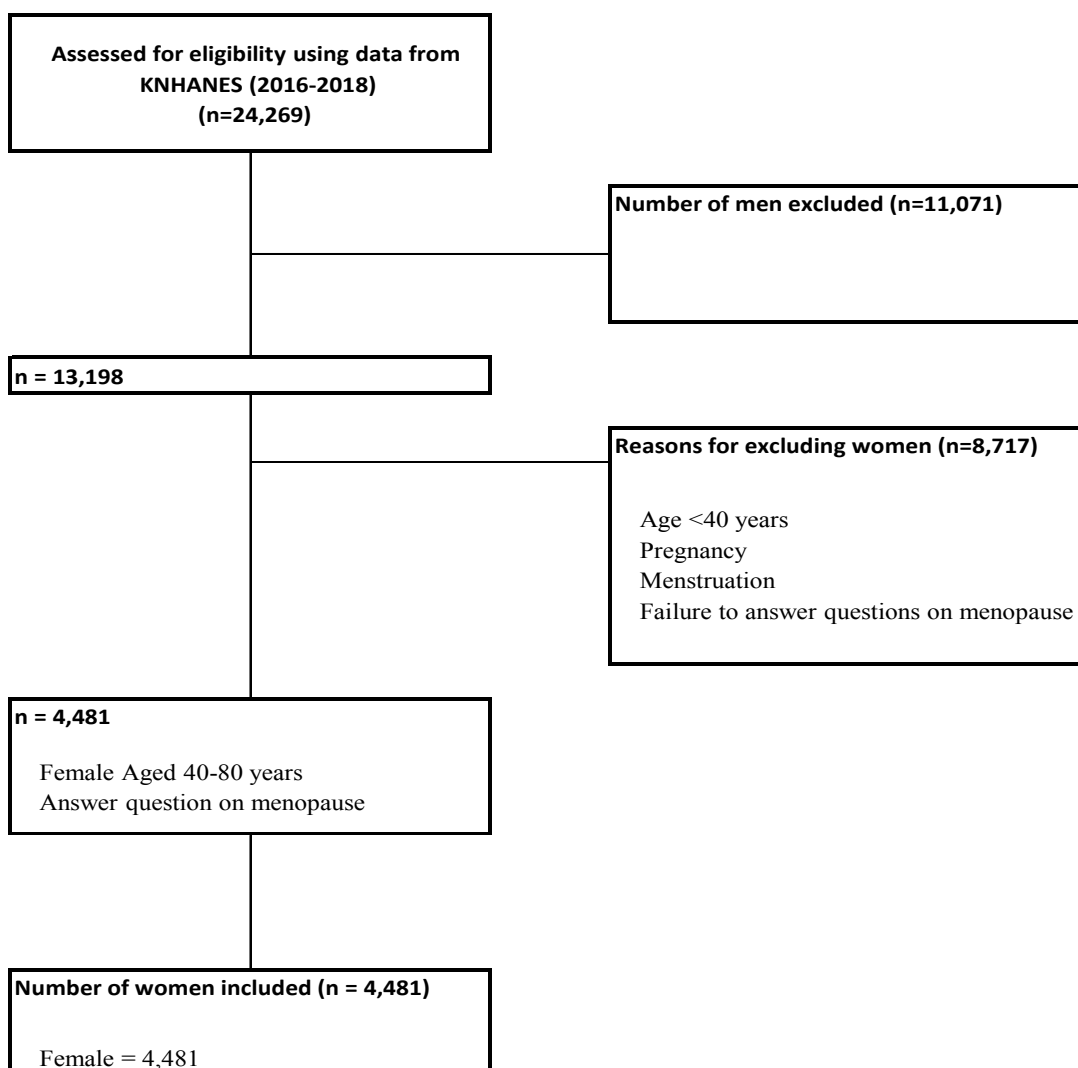 Assessed for eligibility using data from
KNHANES (2016-2018)
(n=24,269)
Number of men excluded (n=11,071)
n = 13,198
Reasons for excluding women (n=8,717)
Age <40 years
Pregnancy
Menstruation
Failure to answer questions on menopause
n = 4,481
Female Aged 40-80 years
Answer question on menopause
Number of women included (n = 4,481)
Female = 4,481